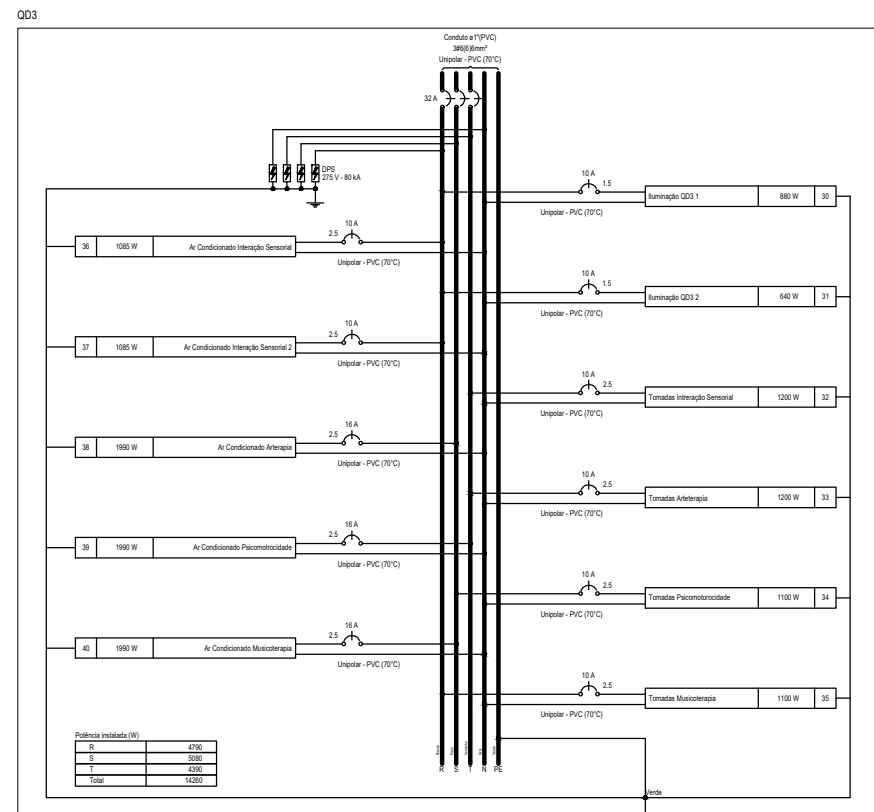 QD3
Conduto ø1"(PVC)
3#6(6)6mm²
Unipolar - PVC (70°C)
32 A
DPS
275 V - 80 kA
10 A
1.5
Iluminação QD3 1
880 W
30
Unipolar - PVC (70°C)
10 A
2.5
36
1085 W
Ar Condicionado Interação Sensorial
Unipolar - PVC (70°C)
10 A
1.5
Iluminação QD3 2
640 W
31
Unipolar - PVC (70°C)
10 A
2.5
37
1085 W
Ar Condicionado Interação Sensorial 2
Unipolar - PVC (70°C)
10 A
2.5
Tomadas Intreração Sensorial
1200 W
32
Unipolar - PVC (70°C)
16 A
2.5
38
1990 W
Ar Condicionado Arterapia
Unipolar - PVC (70°C)
10 A
2.5
Tomadas Arteterapia
1200 W
33
Unipolar - PVC (70°C)
16 A
2.5
39
1990 W
Ar Condicionado Psicomotrocidade
Unipolar - PVC (70°C)
10 A
2.5
Tomadas Psicomotorocidade
1100 W
34
Unipolar - PVC (70°C)
16 A
2.5
40
1990 W
Ar Condicionado Musicoterapia
Unipolar - PVC (70°C)
10 A
2.5
Tomadas Musicoterapia
1100 W
35
Unipolar - PVC (70°C)
Potência instalada (W)
R 4790
S 5080
T 4390
Total 14260
R S T N PE
Verde